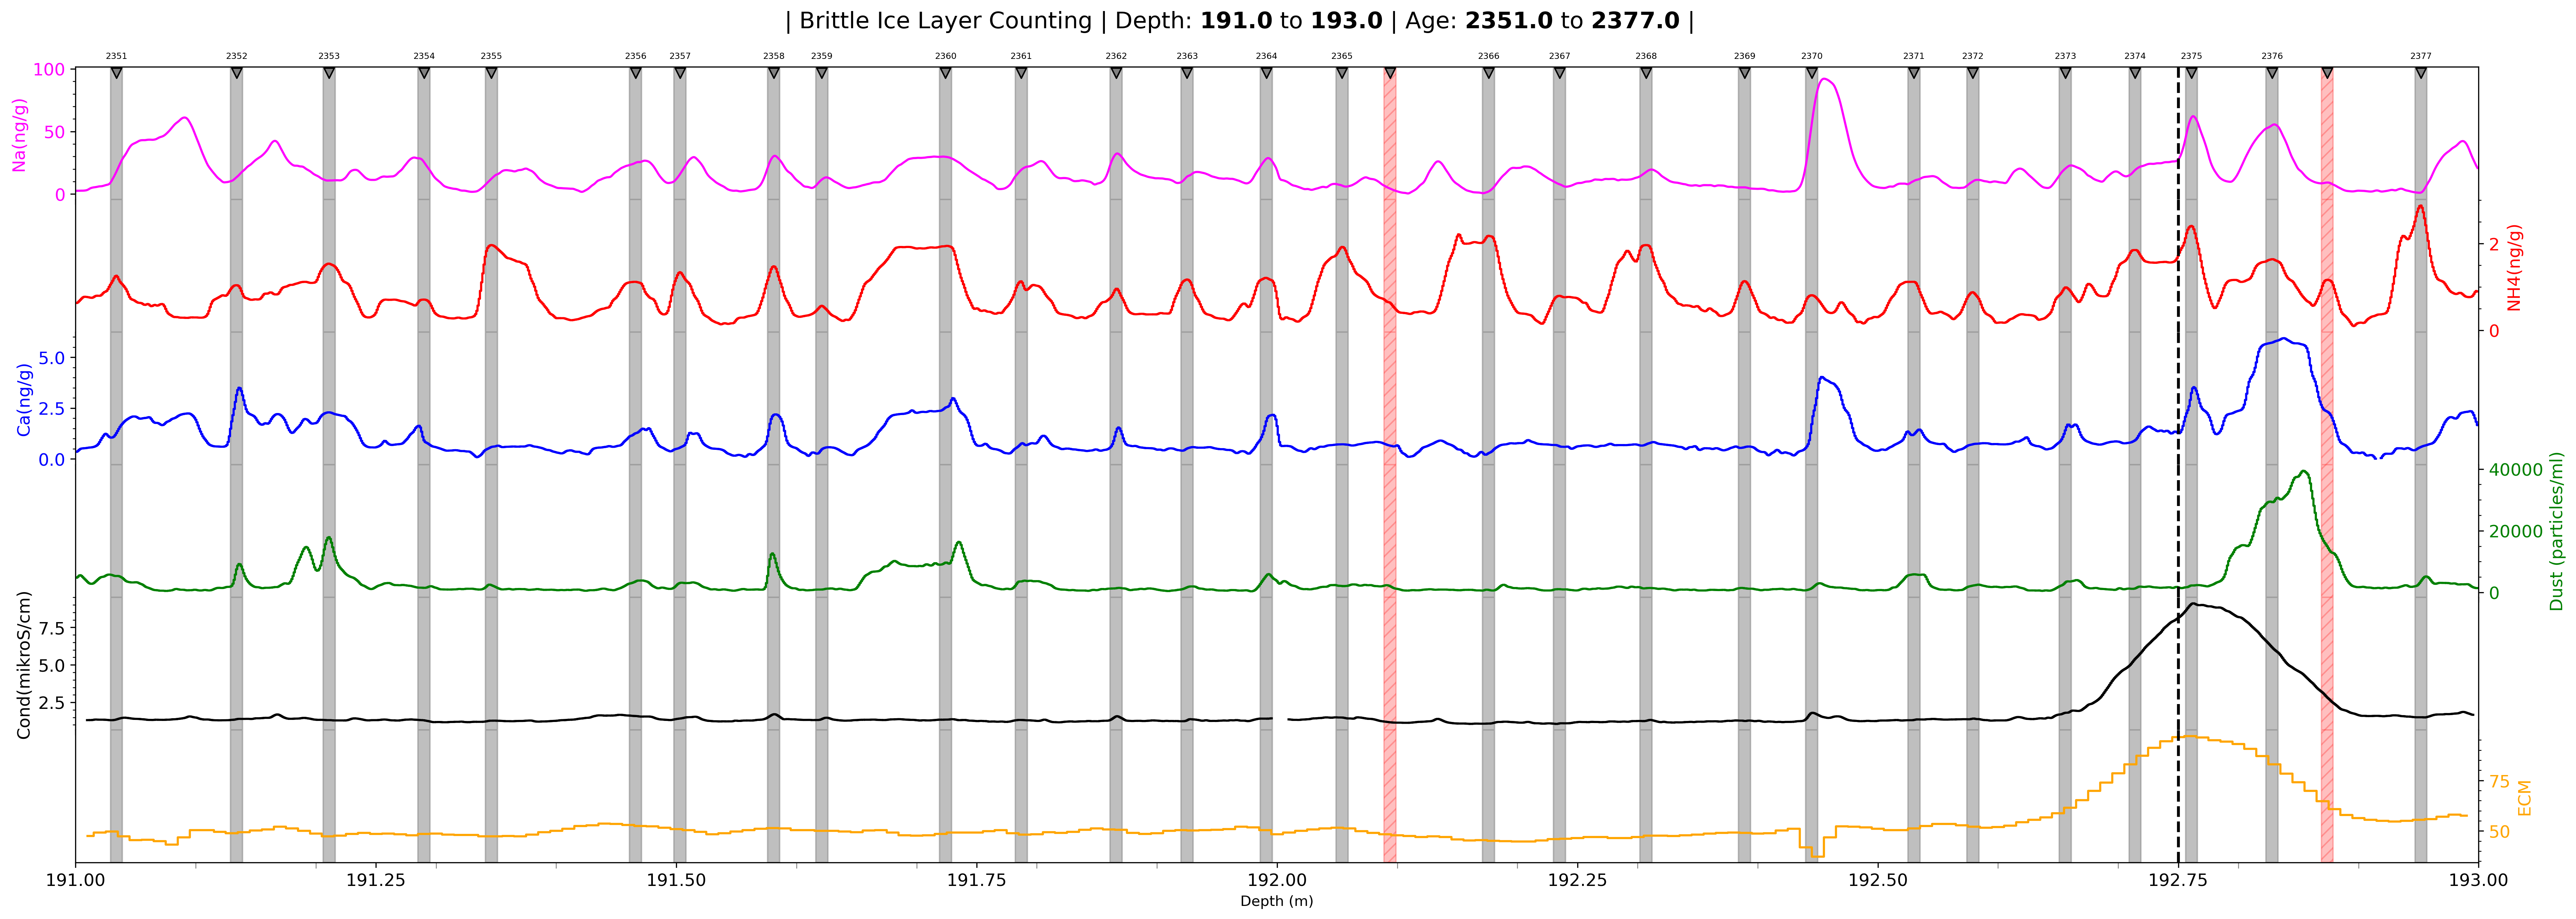 | Brittle Ice Layer Counting | Depth: 191.0 to 193.0 | Age: 2351.0 to 2377.0 |
2351 2352 2353 2354 2355 2356 2357 2358 2359 2360 2361 2362 2363 2364 2365 2366 2367 2368 2369 2370 2371 2372 2373 2374 2375 2376 2377
Na(ng/g)
100
50
0
NH4(ng/g)
2
0
Ca(ng/g)
5.0
2.5
0.0
Dust (particles/ml)
40000
20000
0
Cond(mikroS/cm)
7.5
5.0
2.5
ECM
75
50
191.00 191.25 191.50 191.75 192.00 192.25 192.50 192.75 193.00
Depth (m)